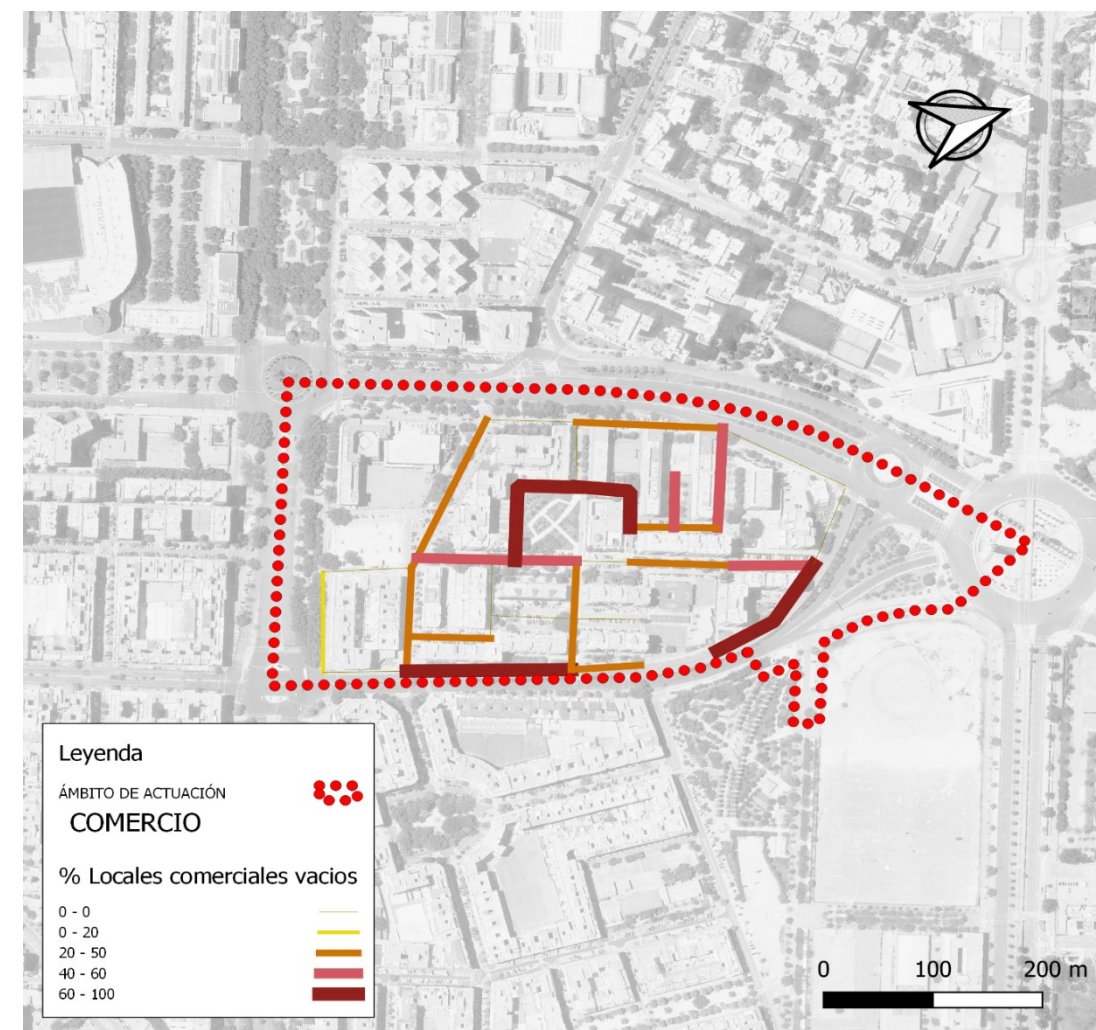 Leyenda
ÁMBITO DE ACTUACIÓN
COMERCIO
% Locales comerciales vacios
0 - 0
0 - 20
20 - 50
40 - 60
60 - 100
0 100 200 m